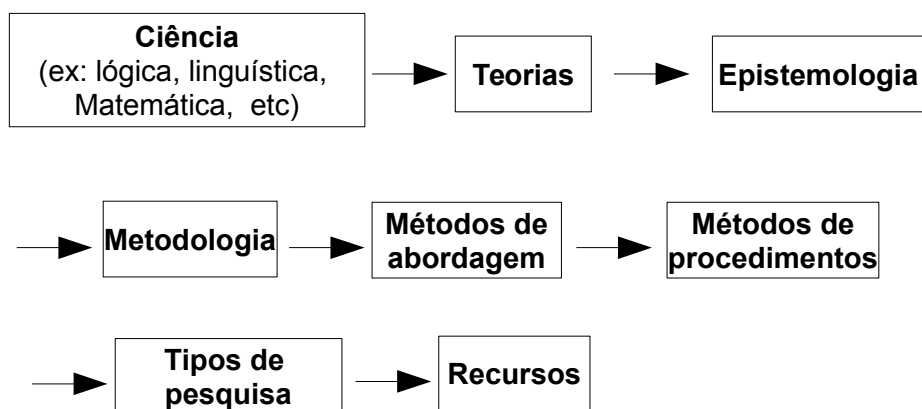 Ciência
(ex: lógica, linguística,
Matemática, etc)
Teorias
Epistemologia
Metodologia
Métodos de
abordagem
Métodos de
procedimentos
Tipos de
pesquisa
Recursos